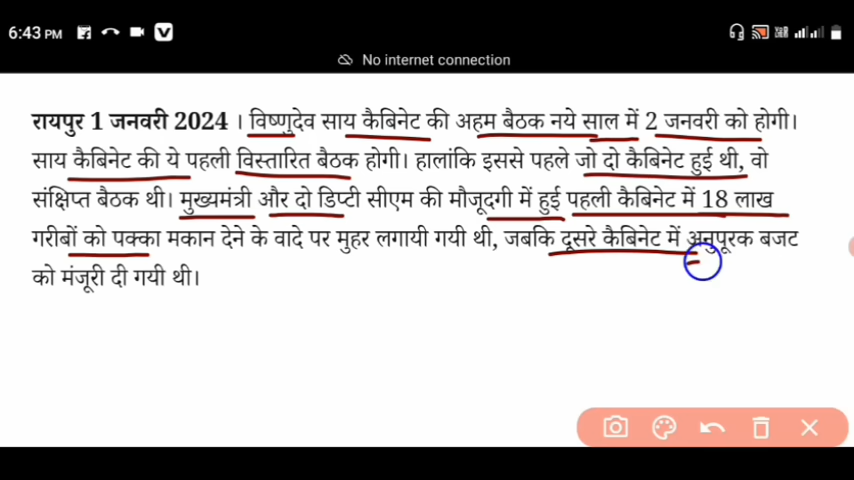 6:43 PM
No internet connection
रायपुर 1 जनवरी 2024 । विष्णुदेव साय कैबिनेट की अहम बैठक नये साल में 2 जनवरी को होगी।
साय कैबिनेट की ये पहली विस्तारित बैठक होगी। हालांकि इससे पहले जो दो कैबिनेट हुई थी, वो
संक्षिप्त बैठक थी। मुख्यमंत्री और दो डिप्टी सीएम की मौजूदगी में हुई पहली कैबिनेट में 18 लाख
गरीबों को पक्का मकान देने के वादे पर मुहर लगायी गयी थी, जबकि दूसरे कैबिनेट में अनुपूरक बजट
को मंजूरी दी गयी थी।